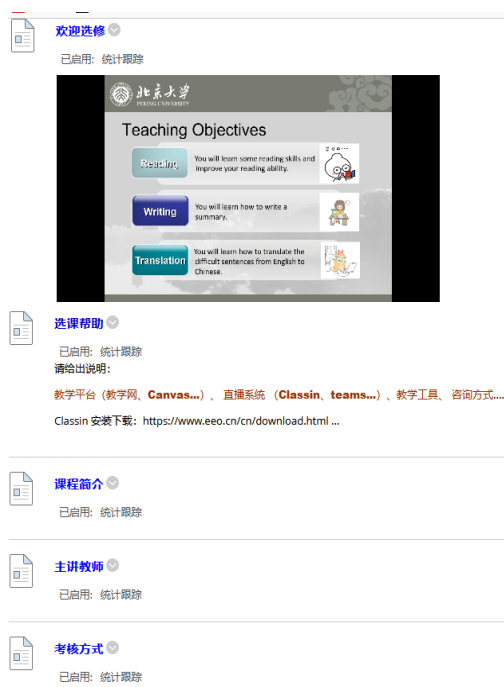 欢迎选修
已启用: 统计跟踪
北京大学
PEKING UNIVERSITY
Teaching Objectives
Reading
You will learn some reading skills and
improve your reading ability.
Writing
You will learn how to write a
summary.
Translation
You will learn how to translate the
difficult sentences from English to
Chinese.
选课帮助
已启用: 统计跟踪
请给出说明:
教学平台（教学网、Canvas...）、 直播系统 （Classin、teams...）、教学工具、 咨询方式....
Classin 安装下载：https://www.eeo.cn/cn/download.html ...
课程简介
已启用: 统计跟踪
主讲教师
已启用: 统计跟踪
考核方式
已启用: 统计跟踪